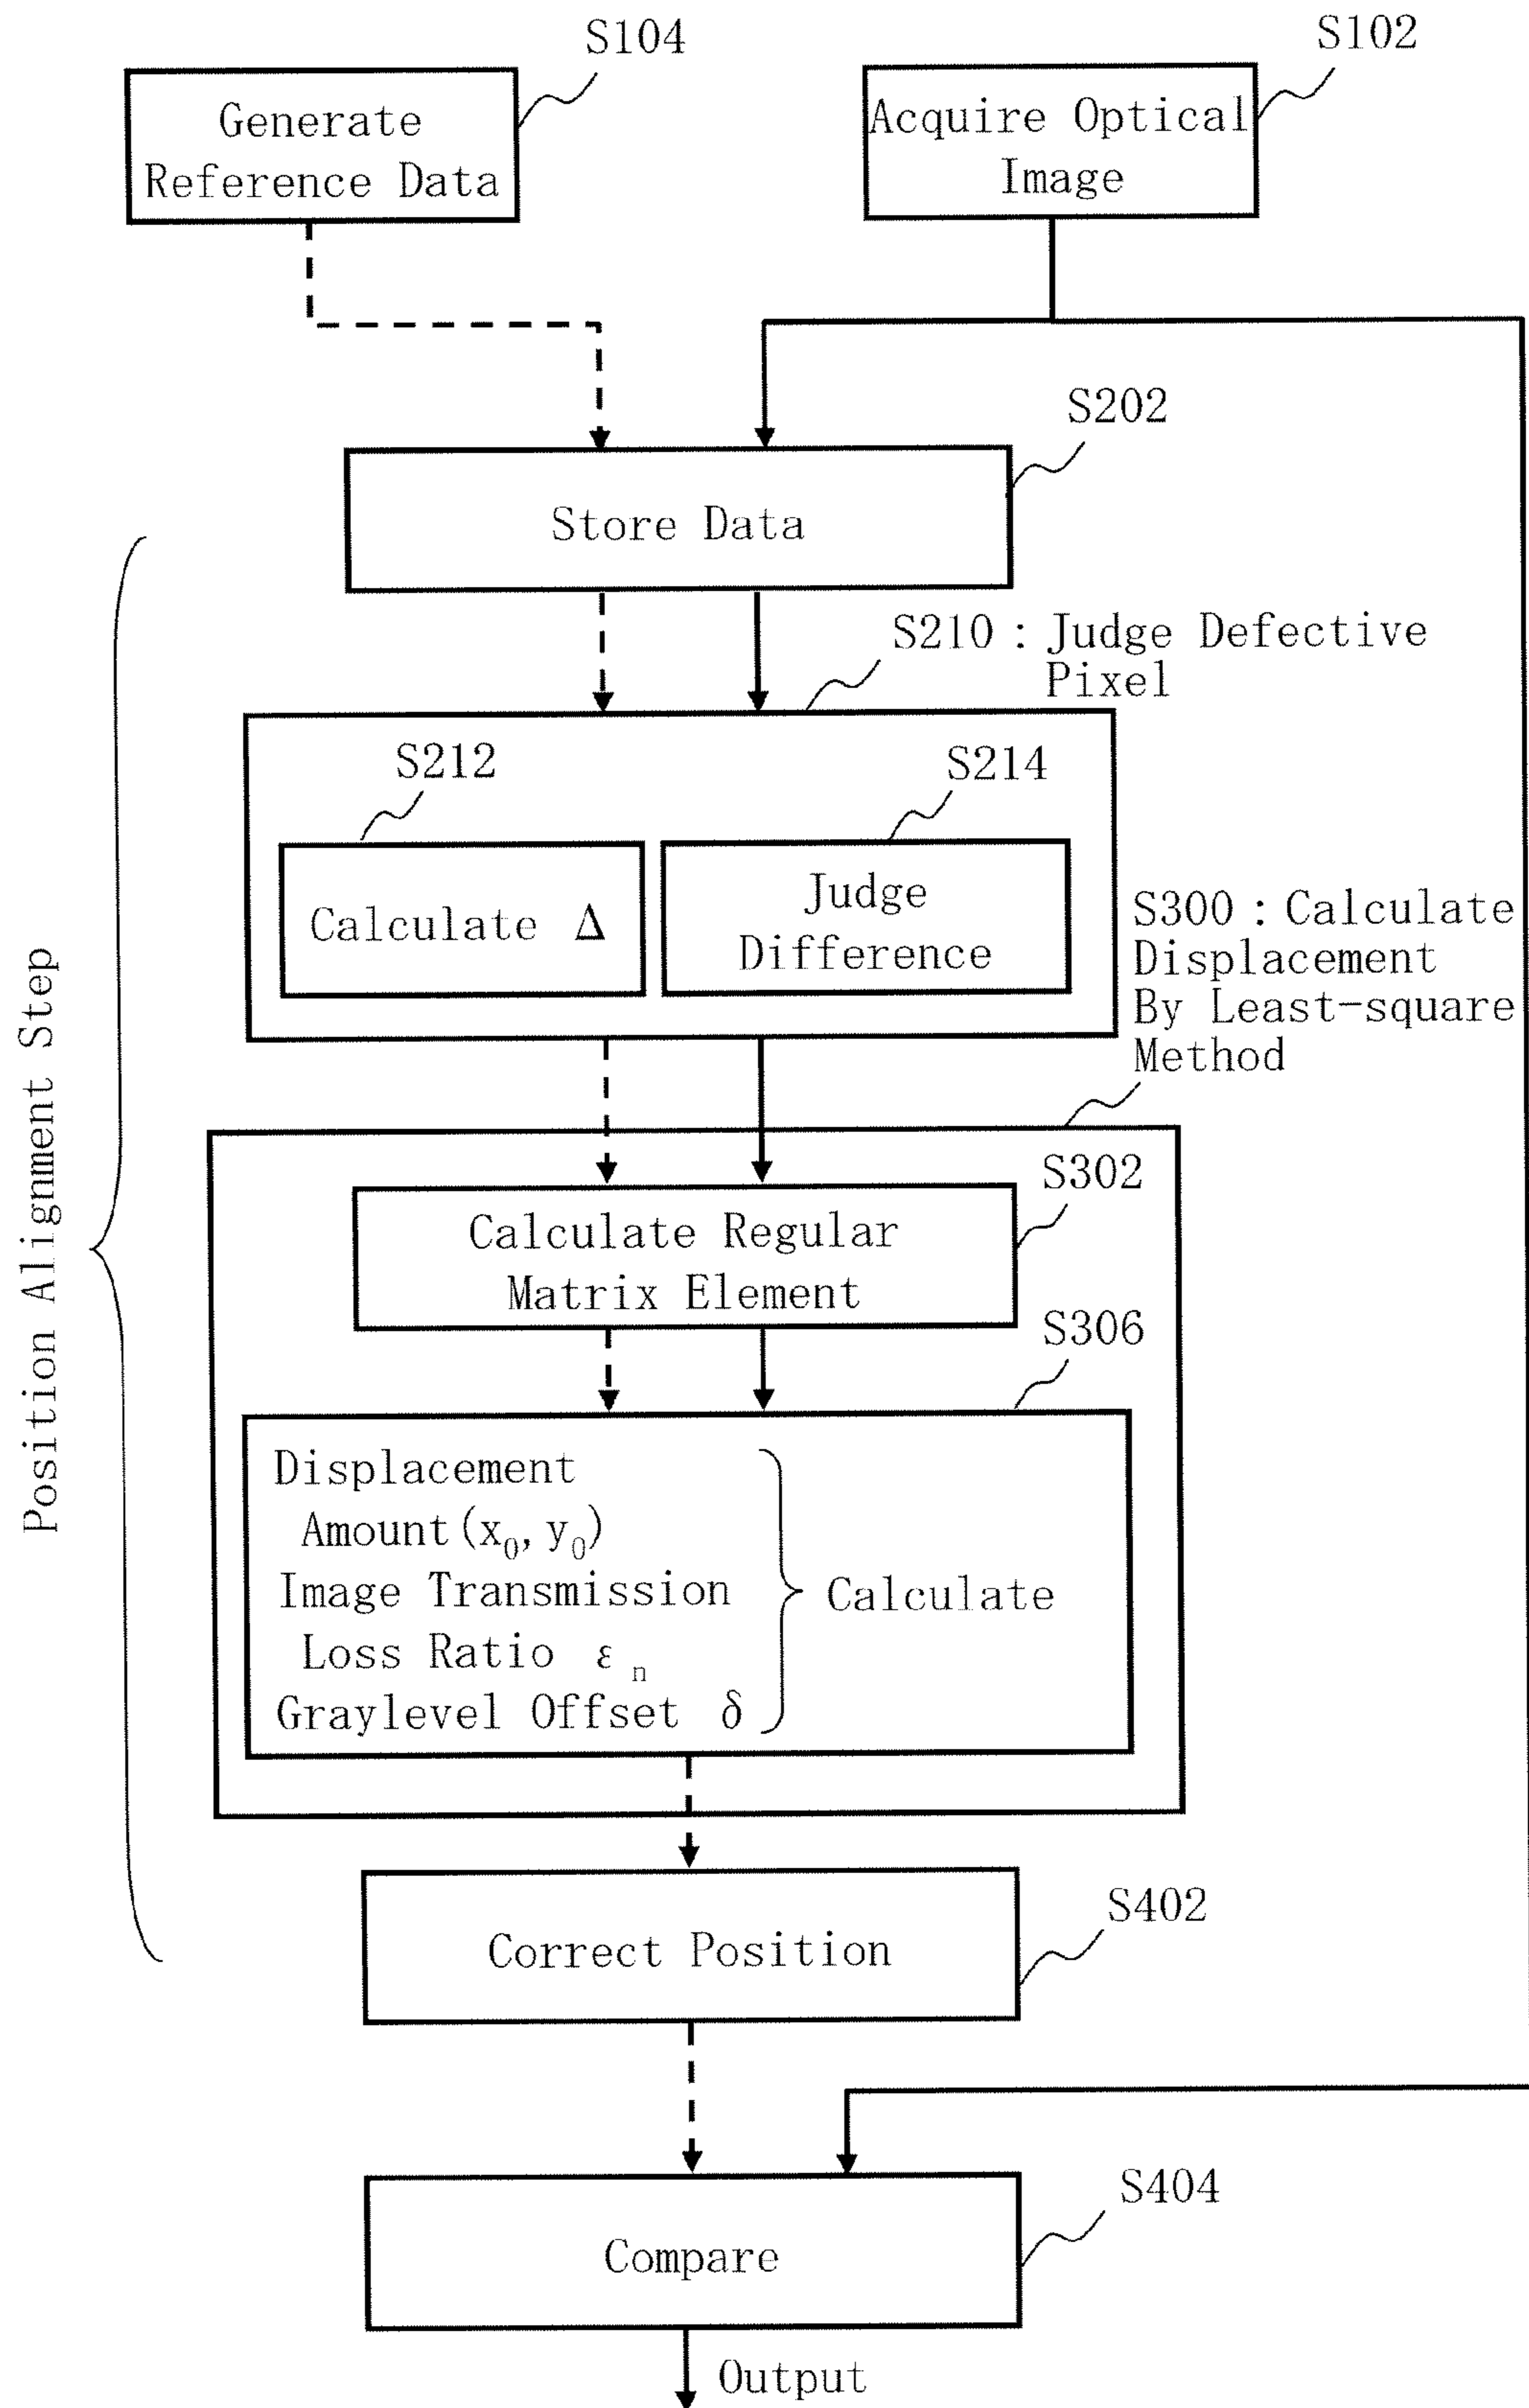 S104
Generate
Reference Data
S102
Acquire Optical
Image
S202
Store Data
S210 : Judge Defective
Pixel
S212
Calculate Δ
S214
Judge
Difference
S300 : Calculate
Displacement
By Least-square
Method
S302
Calculate Regular
Matrix Element
S306
Displacement
Amount(x₀, y₀)
Image Transmission
Loss Ratio εₙ
Graylevel Offset δ
Calculate
Position Alignment Step
S402
Correct Position
S404
Compare
Output